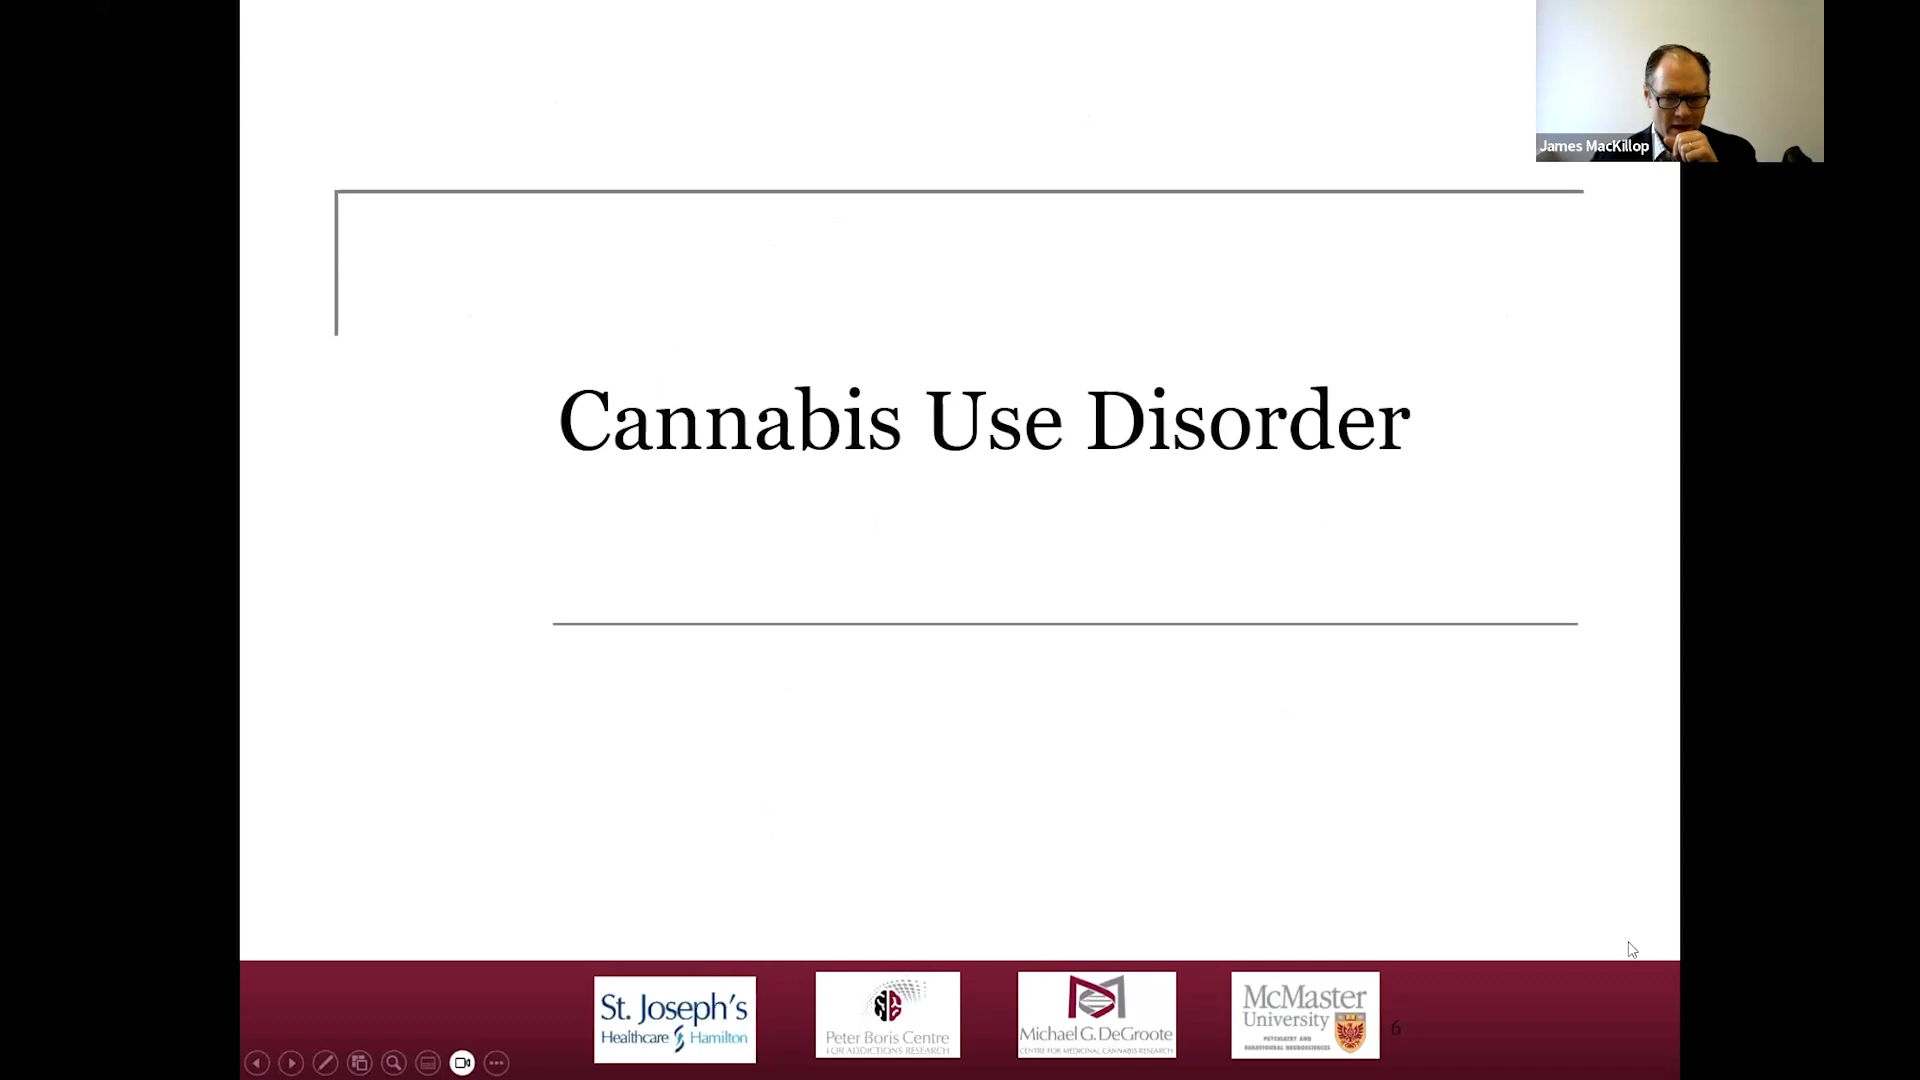 James MacKillop
Cannabis Use Disorder
St. Joseph's
Healthcare Hamilton
Peter Boris Centre
FOR ADDICTIONS RESEARCH
Michael G. DeGroote
CENTRE FOR MEDICINAL CANNABIS RESEARCH
McMaster
University
PSYCHIATRY AND
BEHAVIOURAL NEUROSCIENCES
6